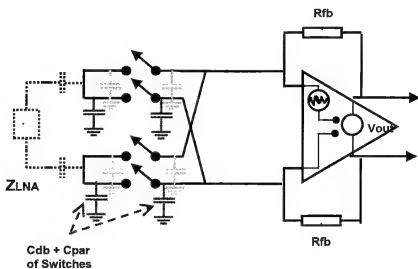 Rfb
Vout
ZLNA
Rfb
Cdb + Cpar
of Switches